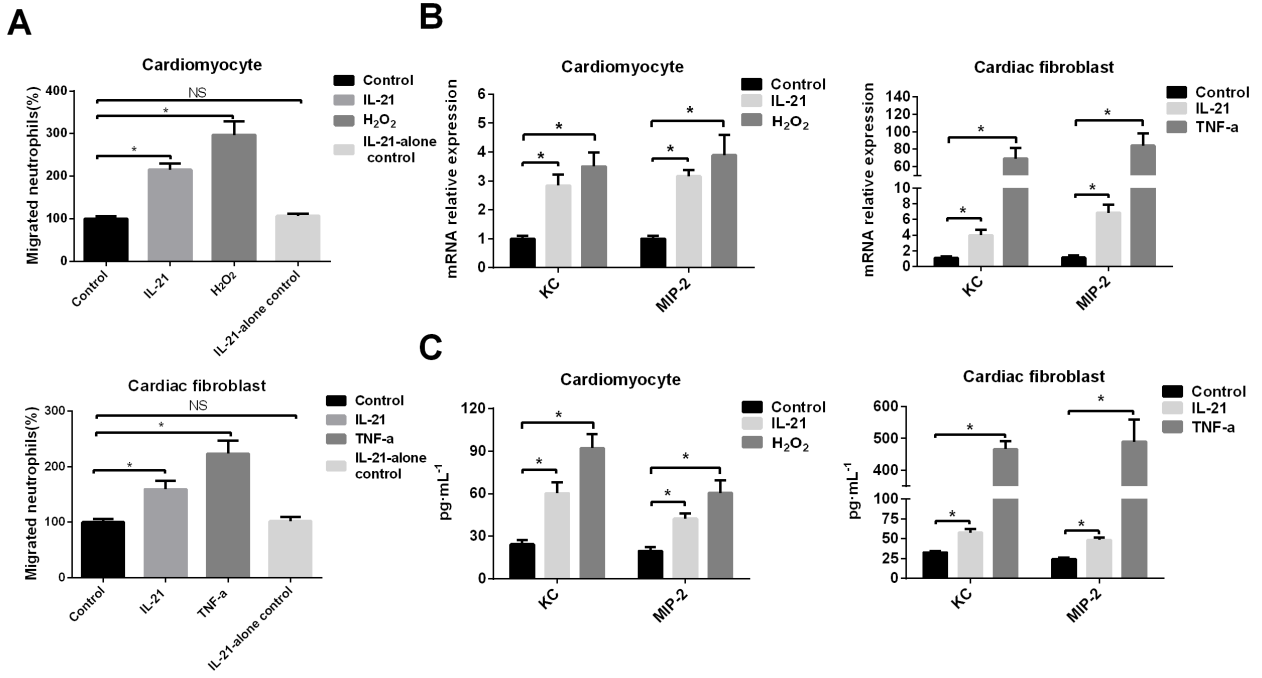 A
Cardiomyocyte
Migrated neutrophils(%)
400
300
200
100
0
NS
*
*
Control
IL-21
H₂O₂
IL-21-alone control
Control
IL-21
H₂O₂
IL-21-alone
control
Cardiac fibroblast
Migrated neutrophils(%)
300
200
100
0
NS
*
*
Control
IL-21
TNF-a
IL-21-alone control
Control
IL-21
TNF-a
IL-21-alone
control
B
Cardiomyocyte
mRNA relative expression
6
5
4
3
2
1
0
*
*
*
*
KC
MIP-2
Control
IL-21
H₂O₂
Cardiac fibroblast
mRNA relative expression
140
120
100
80
60
10
8
6
4
2
0
*
*
*
*
KC
MIP-2
Control
IL-21
TNF-a
C
Cardiomyocyte
pg·mL⁻¹
120
90
60
30
0
*
*
*
*
KC
MIP-2
Control
IL-21
H₂O₂
Cardiac fibroblast
pg·mL⁻¹
600
500
400
100
75
50
25
0
*
*
*
*
KC
MIP-2
Control
IL-21
TNF-a